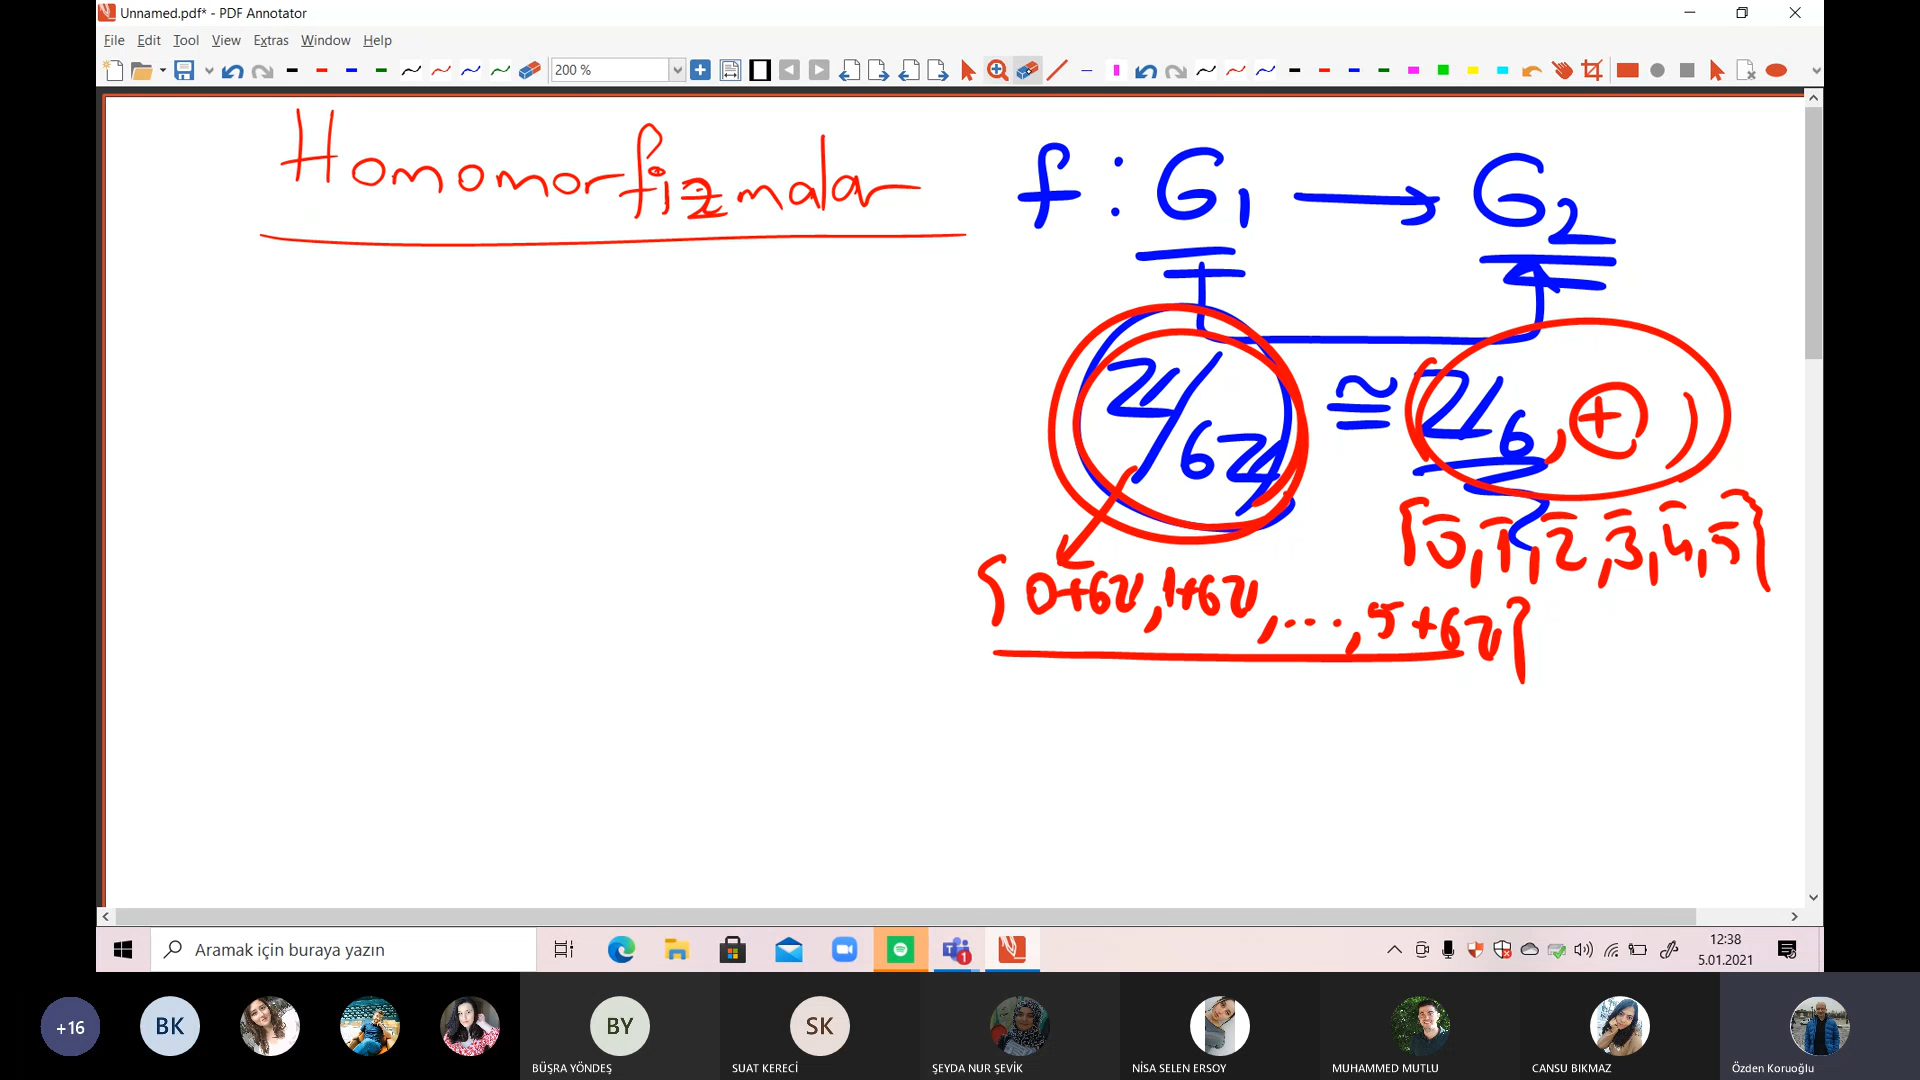 Unnamed.pdf* - PDF Annotator
File Edit Tool View Extras Window Help
200 %
Homomorfizmalar
f : G₁ → G₂
ℤ/6ℤ ≅ (ℤ₆, ⊕)
{0̄, 1̄, 2̄, 3̄, 4̄, 5̄}
{0+6ℤ, 1+6ℤ, ..., 5+6ℤ}
Aramak için buraya yazın
1
12:38
5.01.2021
+16
BK
BY
SK
BÜŞRA YÖNDEŞ
SUAT KERECİ
ŞEYDA NUR ŞEVİK
NİSA SELEN ERSOY
MUHAMMED MUTLU
CANSU BIKMAZ
Özden Koruoğlu